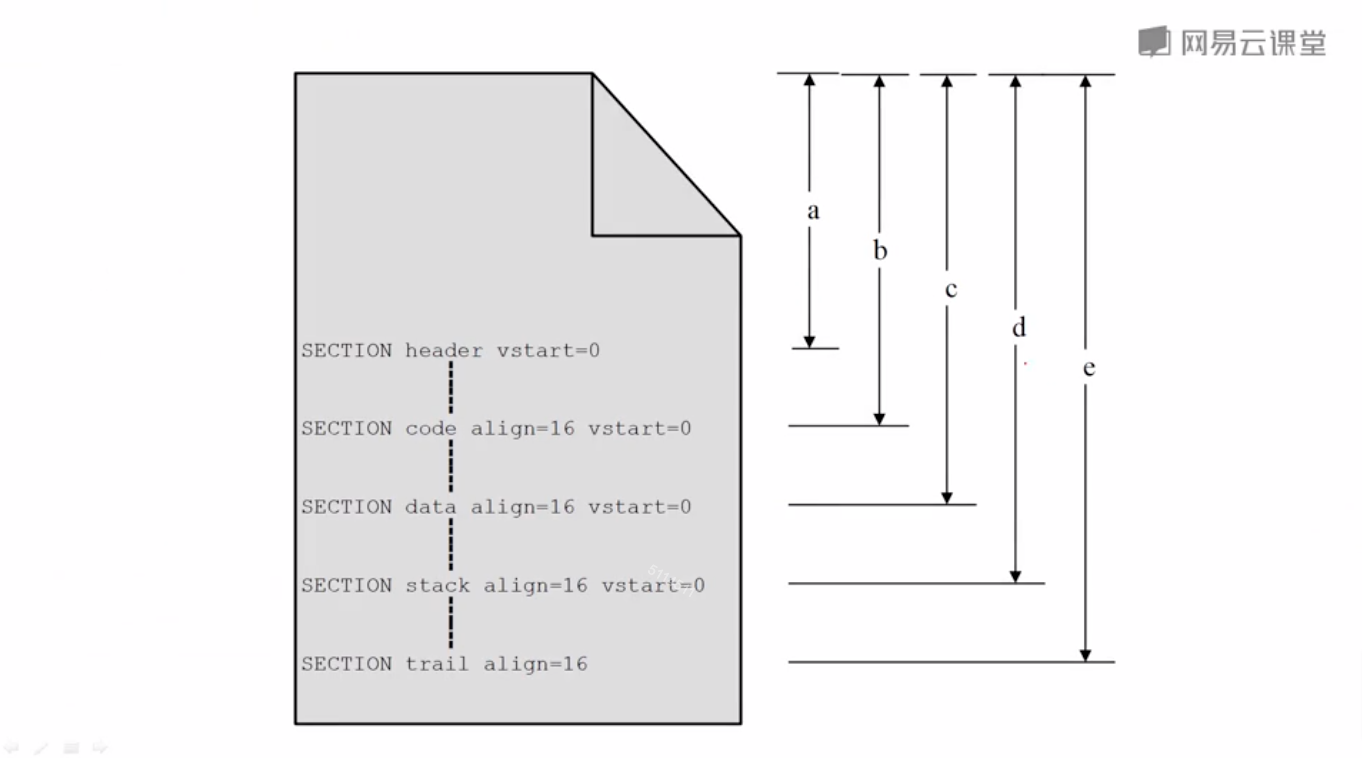 网易云课堂
a
b
c
d
e
SECTION header vstart=0
SECTION code align=16 vstart=0
SECTION data align=16 vstart=0
SECTION stack align=16 vstart=0
SECTION trail align=16